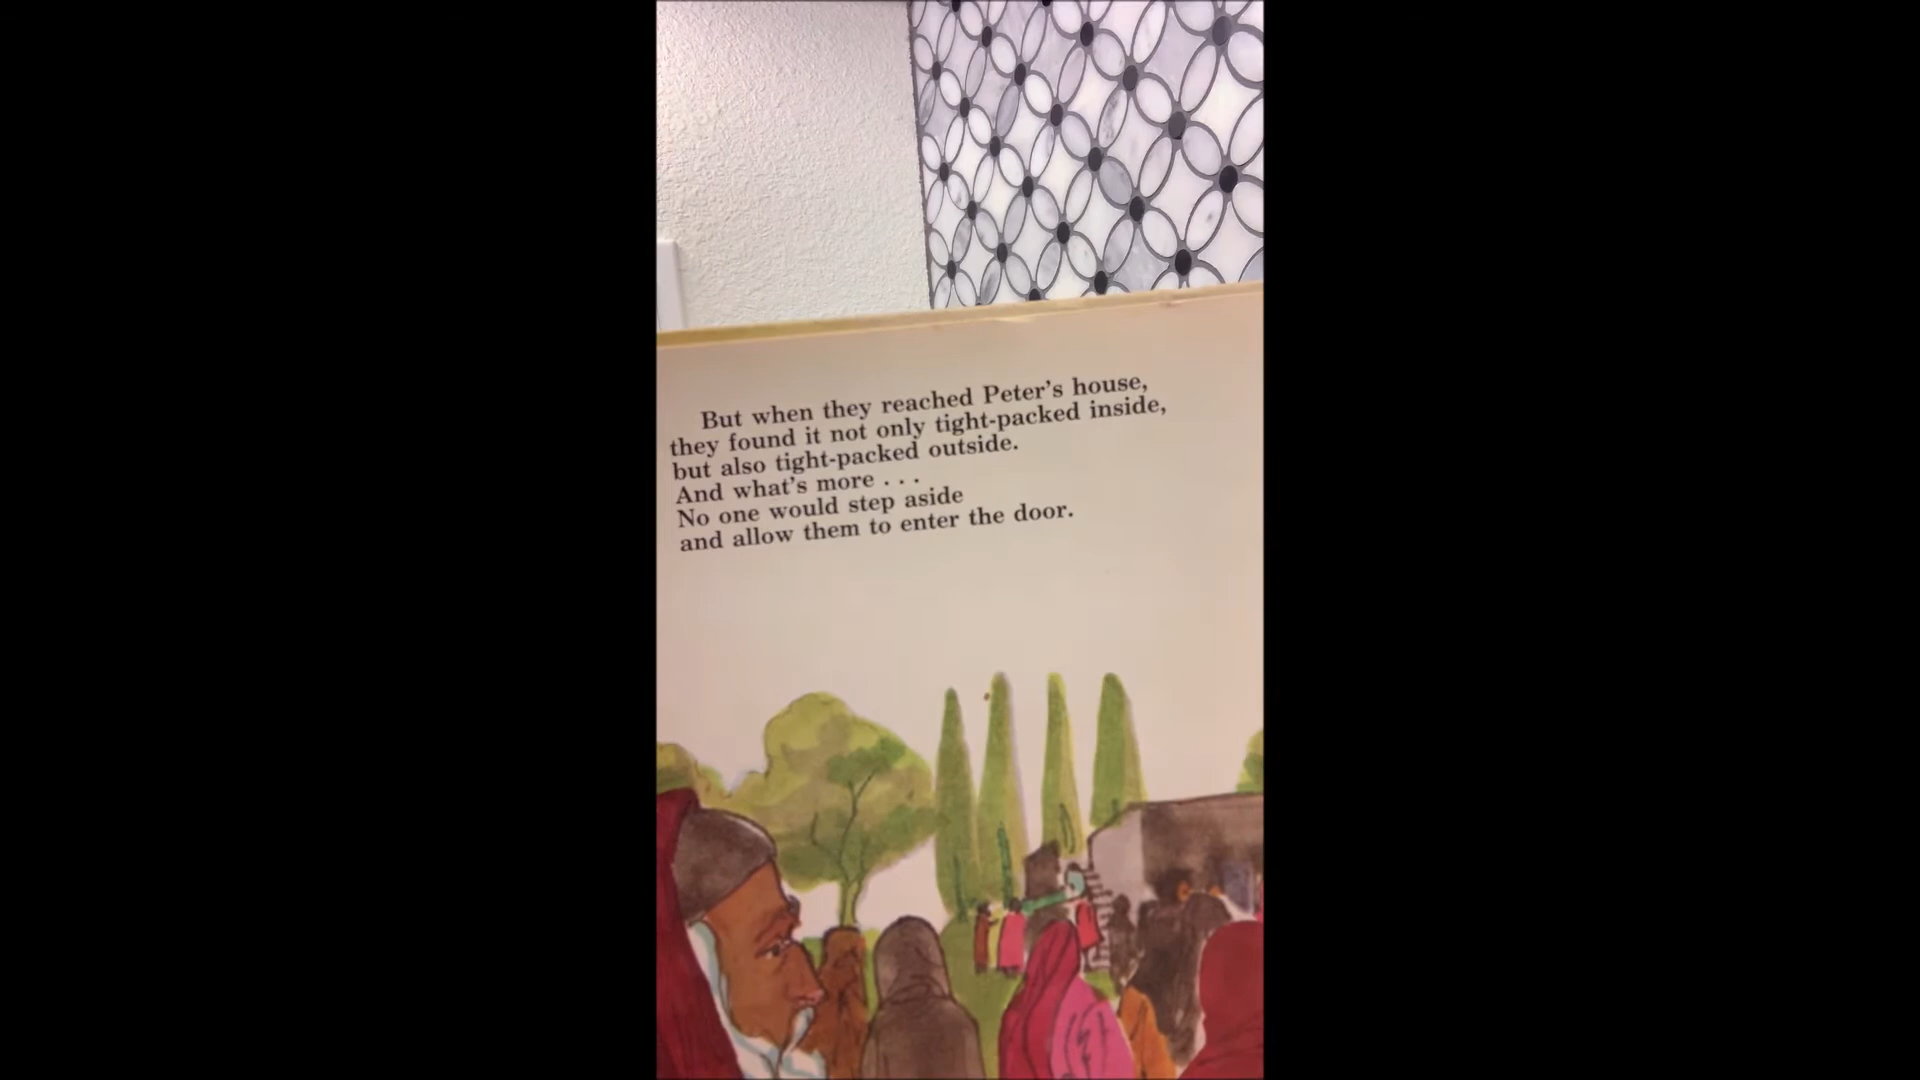 But when they reached Peter's house,
they found it not only tight-packed inside,
but also tight-packed outside.
And what's more . . .
No one would step aside
and allow them to enter the door.